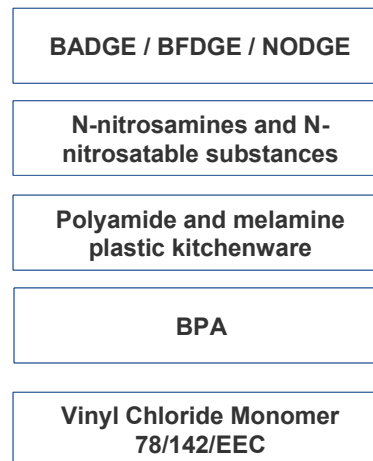 BADGE / BFDGE / NODGE
N-nitrosamines and N-
nitrosatable substances
Polyamide and melamine
plastic kitchenware
BPA
Vinyl Chloride Monomer
78/142/EEC